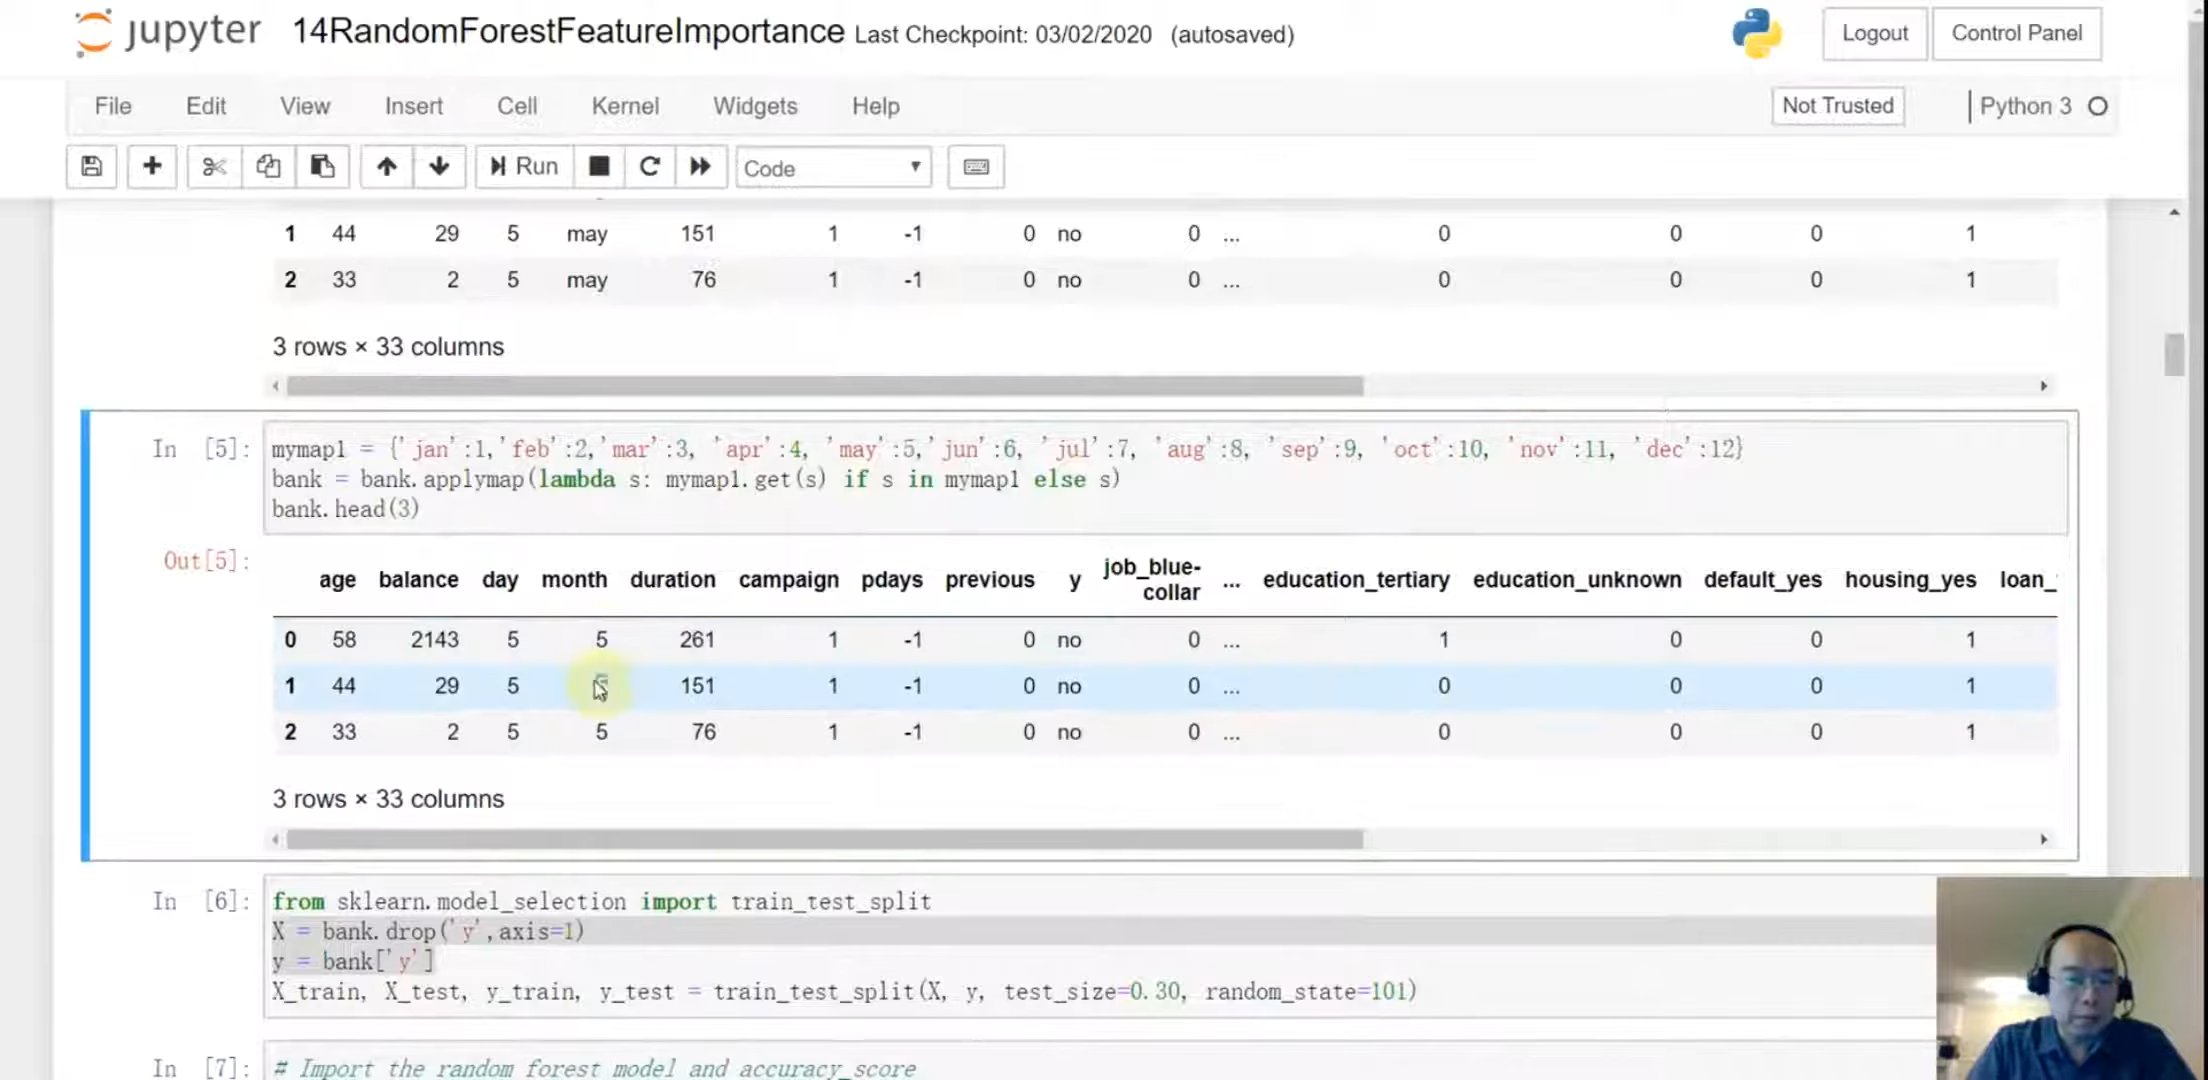 jupyter 14RandomForestFeatureImportance Last Checkpoint: 03/02/2020 (autosaved) Logout Control Panel
File Edit View Insert Cell Kernel Widgets Help Not Trusted Python 3
Run Code
1 44 29 5 may 151 1 -1 0 no 0 ... 0 0 0 1
2 33 2 5 may 76 1 -1 0 no 0 ... 0 0 0 1
3 rows × 33 columns
In [5]: mymap1 = {'jan':1,'feb':2,'mar':3, 'apr':4, 'may':5,'jun':6, 'jul':7, 'aug':8, 'sep':9, 'oct':10, 'nov':11, 'dec':12}
bank = bank.applymap(lambda s: mymap1.get(s) if s in mymap1 else s)
bank.head(3)
Out[5]:
age balance day month duration campaign pdays previous y job_blue-collar ... education_tertiary education_unknown default_yes housing_yes loan_
0 58 2143 5 5 261 1 -1 0 no 0 ... 1 0 0 1
1 44 29 5 151 1 -1 0 no 0 ... 0 0 0 1
2 33 2 5 5 76 1 -1 0 no 0 ... 0 0 0 1
3 rows × 33 columns
In [6]: from sklearn.model_selection import train_test_split
X = bank.drop('y',axis=1)
y = bank['y']
X_train, X_test, y_train, y_test = train_test_split(X, y, test_size=0.30, random_state=101)
In [7]: # Import the random forest model and accuracy_score